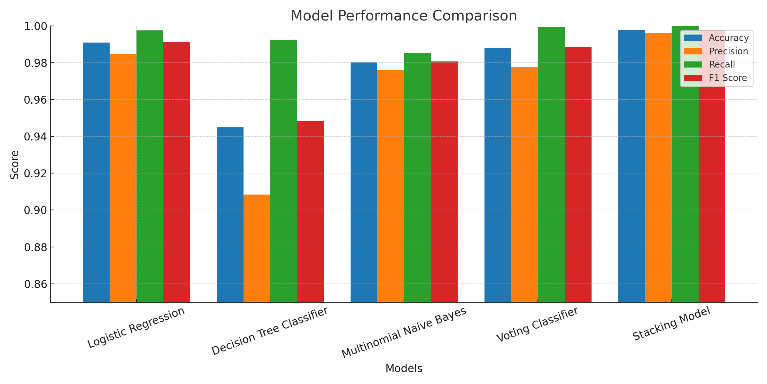 Model Performance Comparison
1.00
0.98
0.96
0.94
0.92
0.90
0.88
0.86
Score
Accuracy
Precision
Recall
F1 Score
Logistic Regression
Decision Tree Classifier
Multinomial Naive Bayes
Voting Classifier
Stacking Model
Models